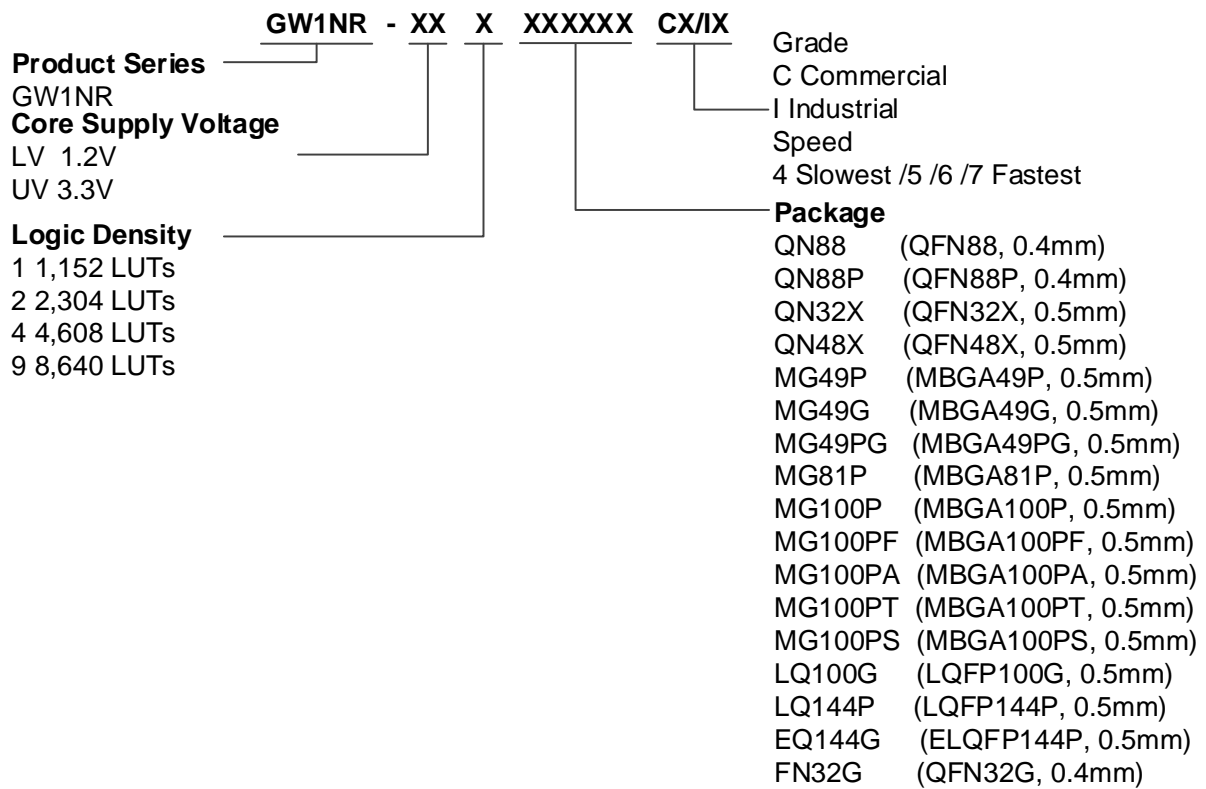 GW1NR - XX X XXXXXX CX/IX
Product Series
GW1NR
Core Supply Voltage
LV 1.2V
UV 3.3V
Logic Density
1 1,152 LUTs
2 2,304 LUTs
4 4,608 LUTs
9 8,640 LUTs
Grade
C Commercial
I Industrial
Speed
4 Slowest /5 /6 /7 Fastest
Package
QN88 (QFN88, 0.4mm)
QN88P (QFN88P, 0.4mm)
QN32X (QFN32X, 0.5mm)
QN48X (QFN48X, 0.5mm)
MG49P (MBGA49P, 0.5mm)
MG49G (MBGA49G, 0.5mm)
MG49PG (MBGA49PG, 0.5mm)
MG81P (MBGA81P, 0.5mm)
MG100P (MBGA100P, 0.5mm)
MG100PF (MBGA100PF, 0.5mm)
MG100PA (MBGA100PA, 0.5mm)
MG100PT (MBGA100PT, 0.5mm)
MG100PS (MBGA100PS, 0.5mm)
LQ100G (LQFP100G, 0.5mm)
LQ144P (LQFP144P, 0.5mm)
EQ144G (ELQFP144P, 0.5mm)
FN32G (QFN32G, 0.4mm)